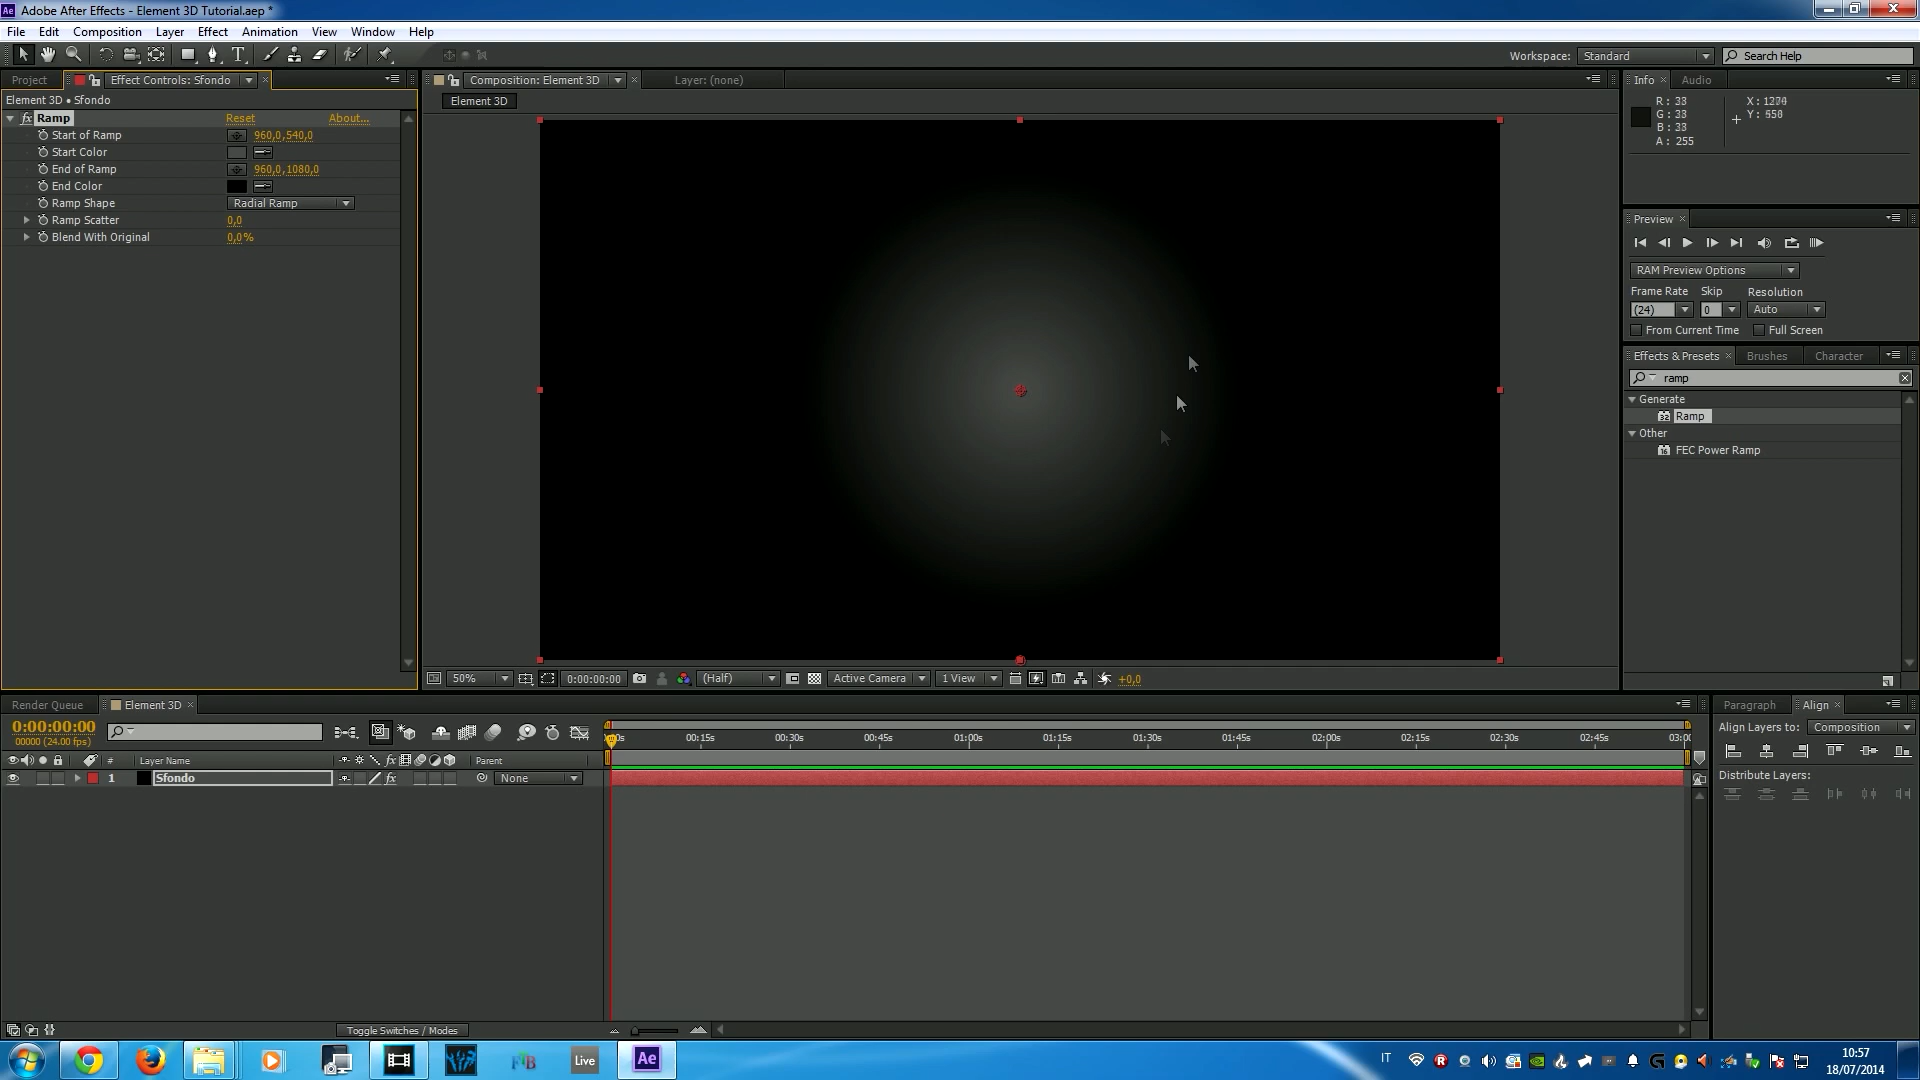 Adobe After Effects - Element 3D Tutorial.aep *
File Edit Composition Layer Effect Animation View Window Help
Workspace: Standard Search Help
Project Effect Controls: Sfondo
Composition: Element 3D Layer: (none)
Info Audio
Element 3D • Sfondo
Element 3D
fx Ramp Reset About...
Start of Ramp 960,0,540,0
Start Color
End of Ramp 960,0,1080,0
End Color
Ramp Shape Radial Ramp
Ramp Scatter 0,0
Blend With Original 0,0%
R: 33
G: 33
B: 33
A: 255
X:
Y:
Preview
RAM Preview Options
Frame Rate Skip Resolution
(24) 0 Auto
From Current Time Full Screen
Effects & Presets Brushes Character
ramp
Generate
32 Ramp
Other
16 FEC Power Ramp
50% 0:00:00:00 (Half) Active Camera 1 View +0,0
Render Queue Element 3D
0:00:00:00
00000 (24.00 fps)
# Layer Name fx Parent
1 Sfondo fx None
00:15s 00:30s 00:45s 01:00s 01:15s 01:30s 01:45s 02:00s 02:15s 02:30s 02:45s 03:00
Toggle Switches / Modes
Paragraph Align
Align Layers to: Composition
Distribute Layers:
Live
Ae
IT
10:57
18/07/2014